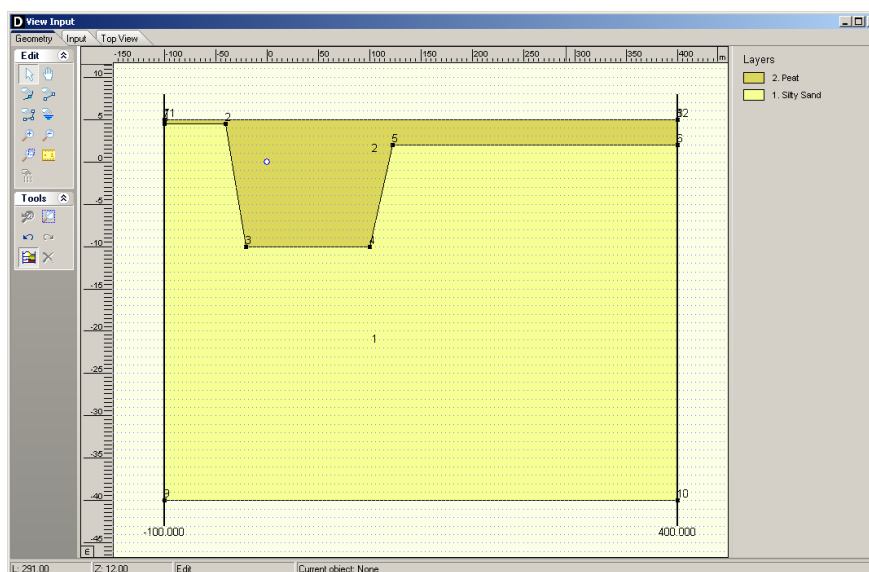 D View Input
Geometry Input Top View
Edit
Tools
-150 -100 -50 0 50 100 150 200 250 300 350 400 m
10
5
0
-5
-10
-15
-20
-25
-30
-35
-40
-45
E
1 2
5 2 6
3 4
1
9 10
-100.000 400.000
Layers
2. Peat
1. Silty Sand
L: 291.00 Z: 12.00 Edit Current object: None